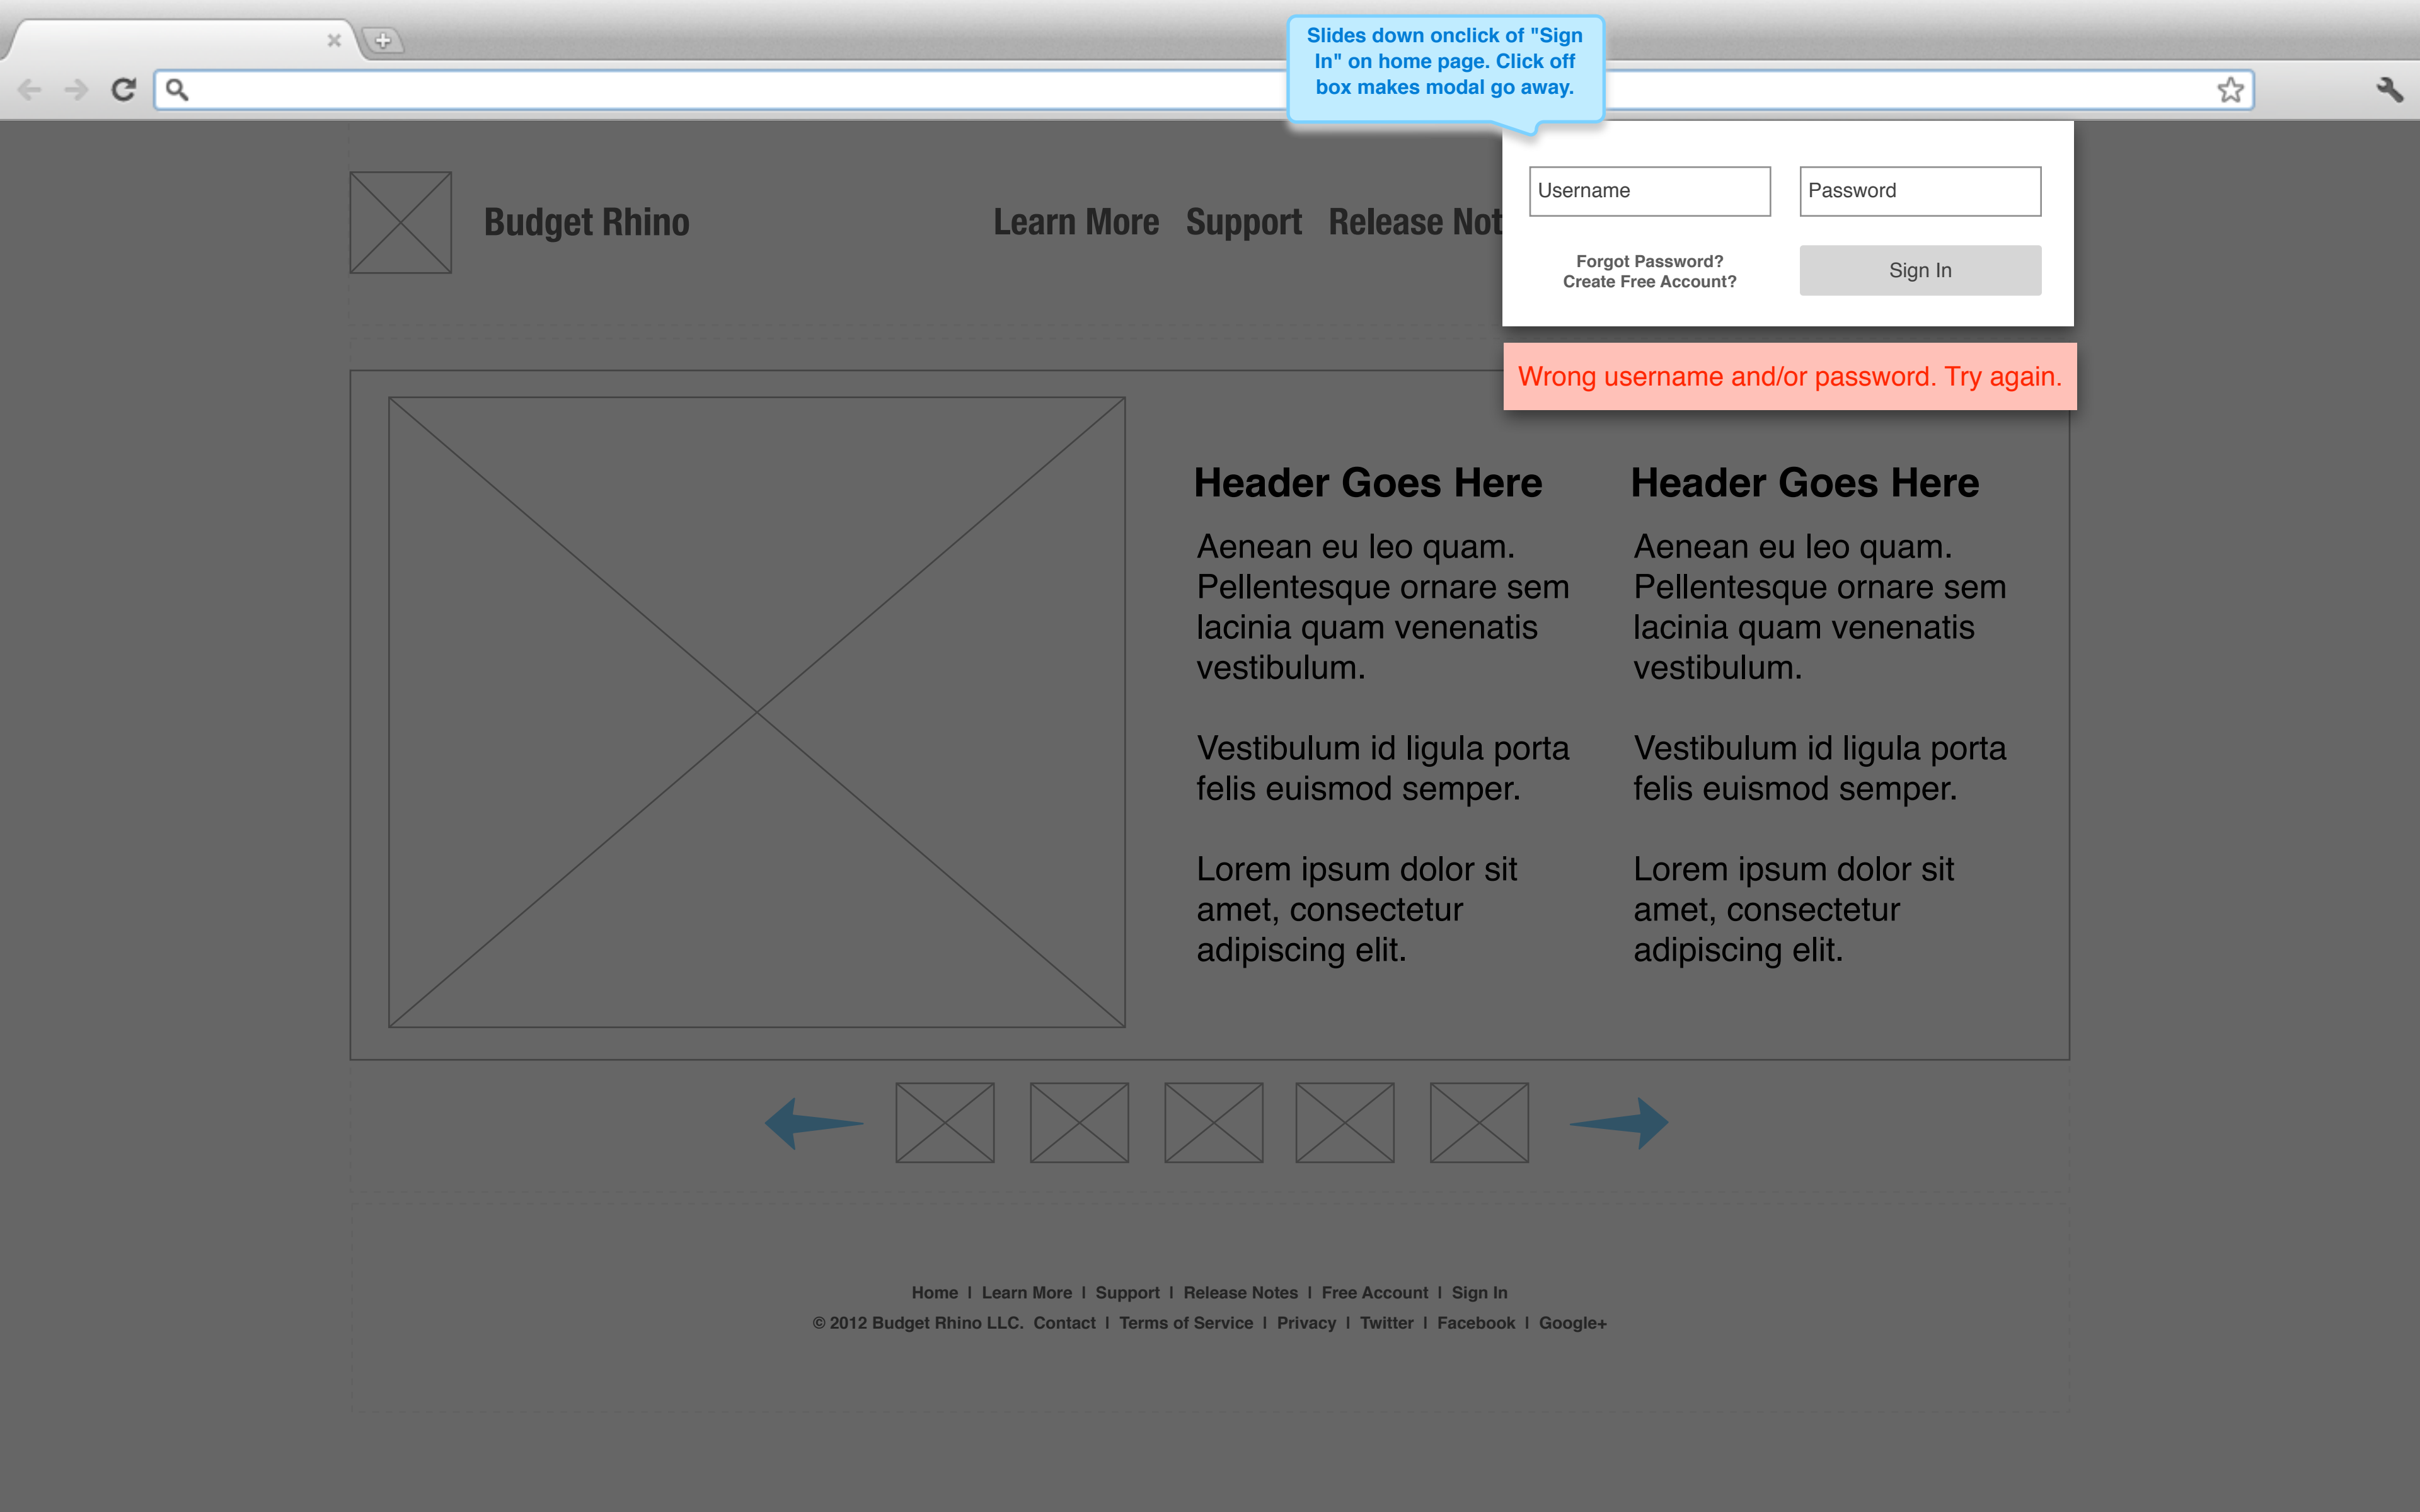 Slides down onclick of "Sign
In" on home page. Click off
box makes modal go away.
Username
Password
Forgot Password?
Create Free Account?
Sign In
Budget Rhino
Learn More Support Release Not
Wrong username and/or password. Try again.
Header Goes Here
Aenean eu leo quam.
Pellentesque ornare sem
lacinia quam venenatis
vestibulum.
Vestibulum id ligula porta
felis euismod semper.
Lorem ipsum dolor sit
amet, consectetur
adipiscing elit.
Header Goes Here
Aenean eu leo quam.
Pellentesque ornare sem
lacinia quam venenatis
vestibulum.
Vestibulum id ligula porta
felis euismod semper.
Lorem ipsum dolor sit
amet, consectetur
adipiscing elit.
Home | Learn More | Support | Release Notes | Free Account | Sign In
© 2012 Budget Rhino LLC. Contact | Terms of Service | Privacy | Twitter | Facebook | Google+